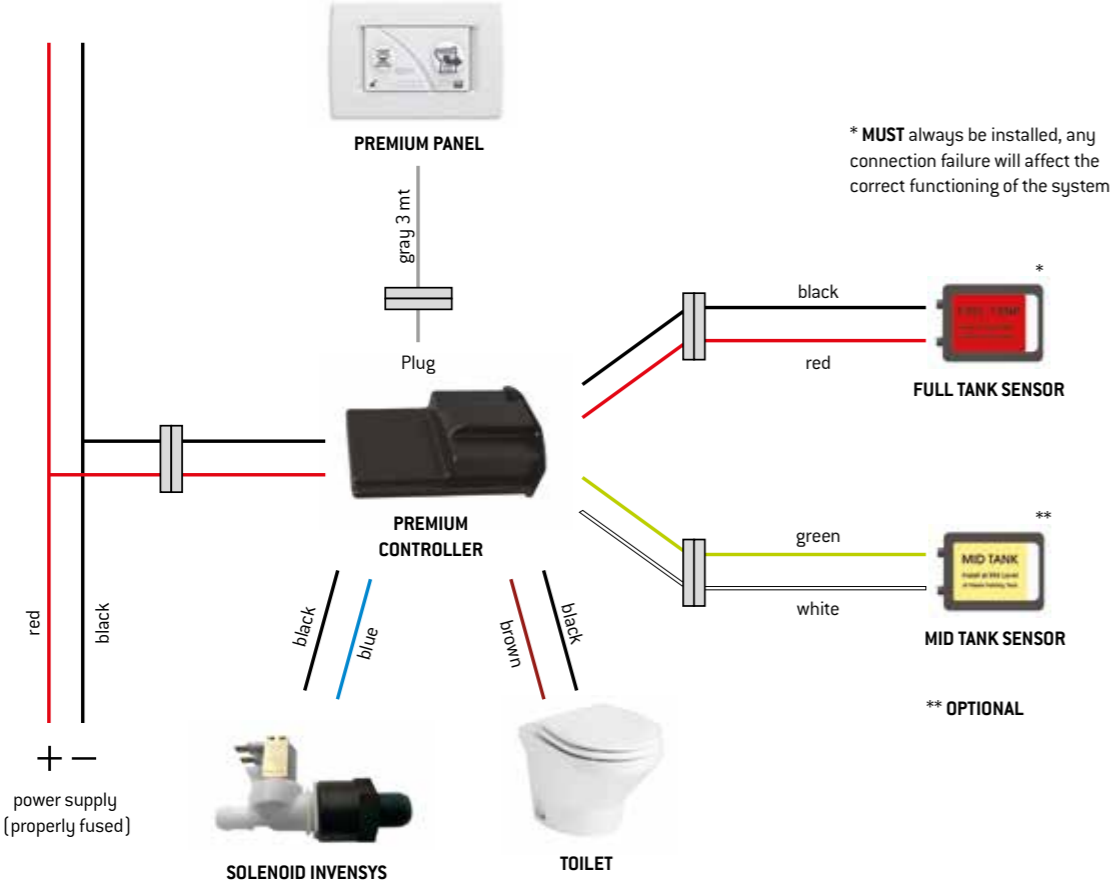 PREMIUM PANEL
* MUST always be installed, any
connection failure will affect the
correct functioning of the system
gray 3 mt
Plug
black
red
*
FULL TANK SENSOR
PREMIUM
CONTROLLER
green
white
**
MID TANK
MID TANK SENSOR
** OPTIONAL
red
black
black
blue
brown
black
+ −
power supply
(properly fused)
SOLENOID INVENSYS
TOILET